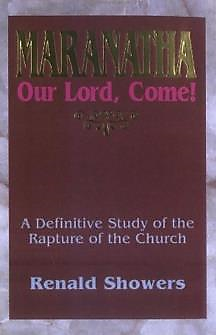 MARANATHA
Our Lord, Come!
A Definitive Study of the
Rapture of the Church
Renald Showers